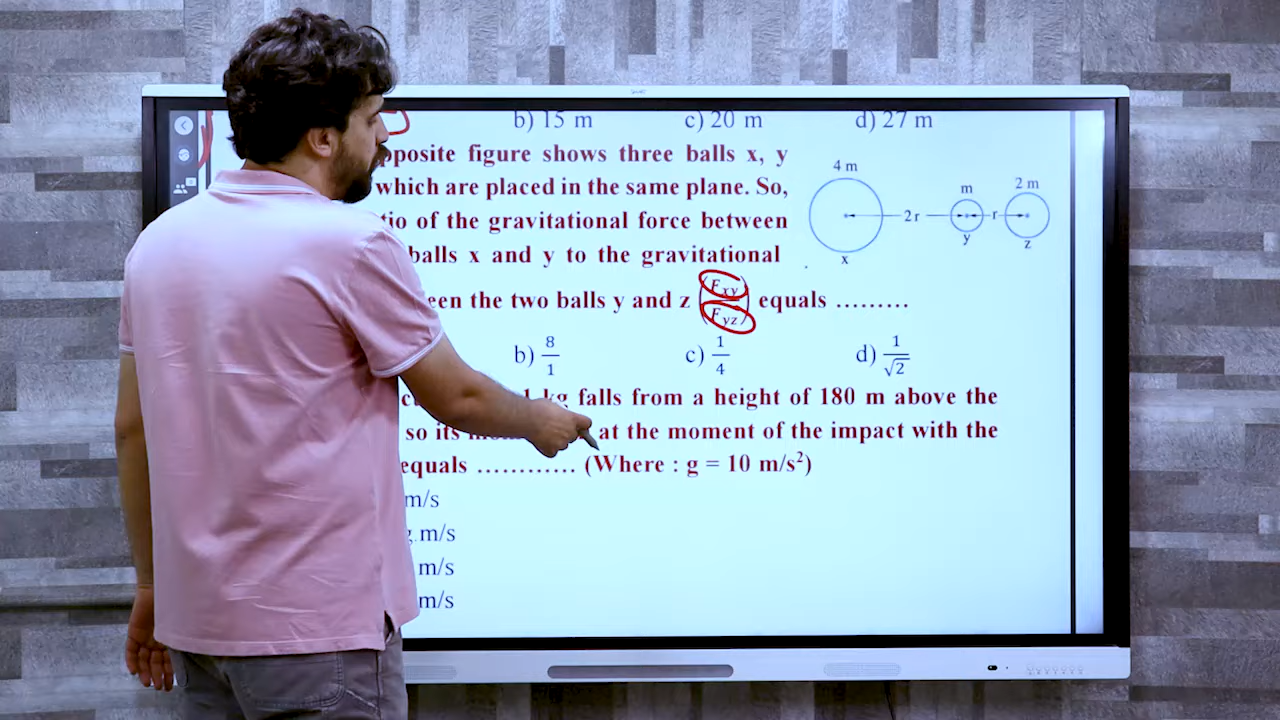 b) 15 m c) 20 m d) 27 m
pposite figure shows three balls x, y
which are placed in the same plane. So,
tio of the gravitational force between
balls x and y to the gravitational
een the two balls y and z (F_xy / F_yz) equals .........
4 m
m
2 m
2r
r
x
y
z
b) 8/1 c) 1/4 d) 1/√2
kg falls from a height of 180 m above the
so its at the moment of the impact with the
equals ............ (Where : g = 10 m/s²)
m/s
g.m/s
m/s
m/s